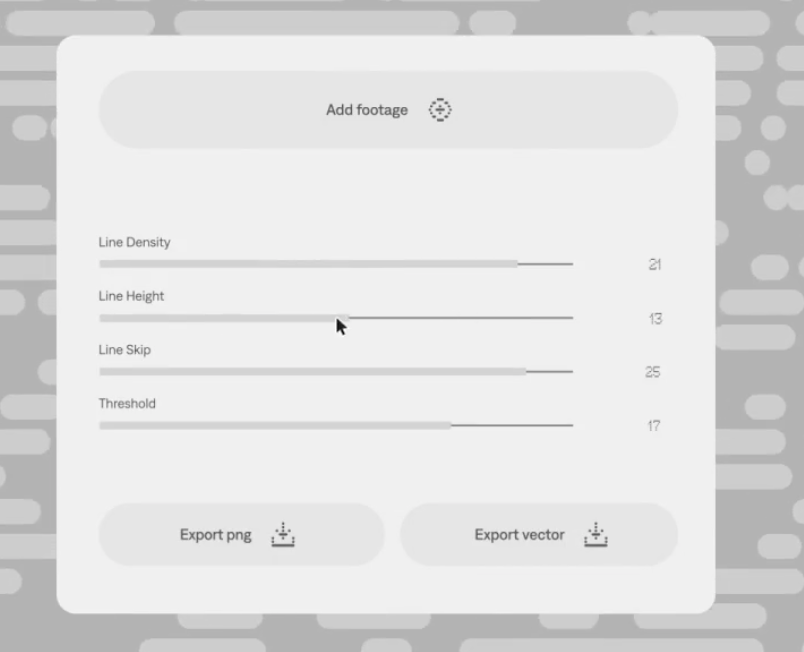 Add footage
Line Density
21
Line Height
13
Line Skip
25
Threshold
17
Export png
Export vector